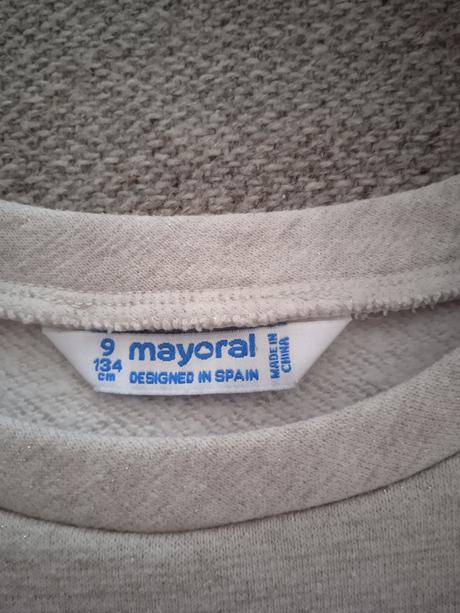 9
134
cm
mayoral
DESIGNED IN SPAIN
MADE IN
CHINA